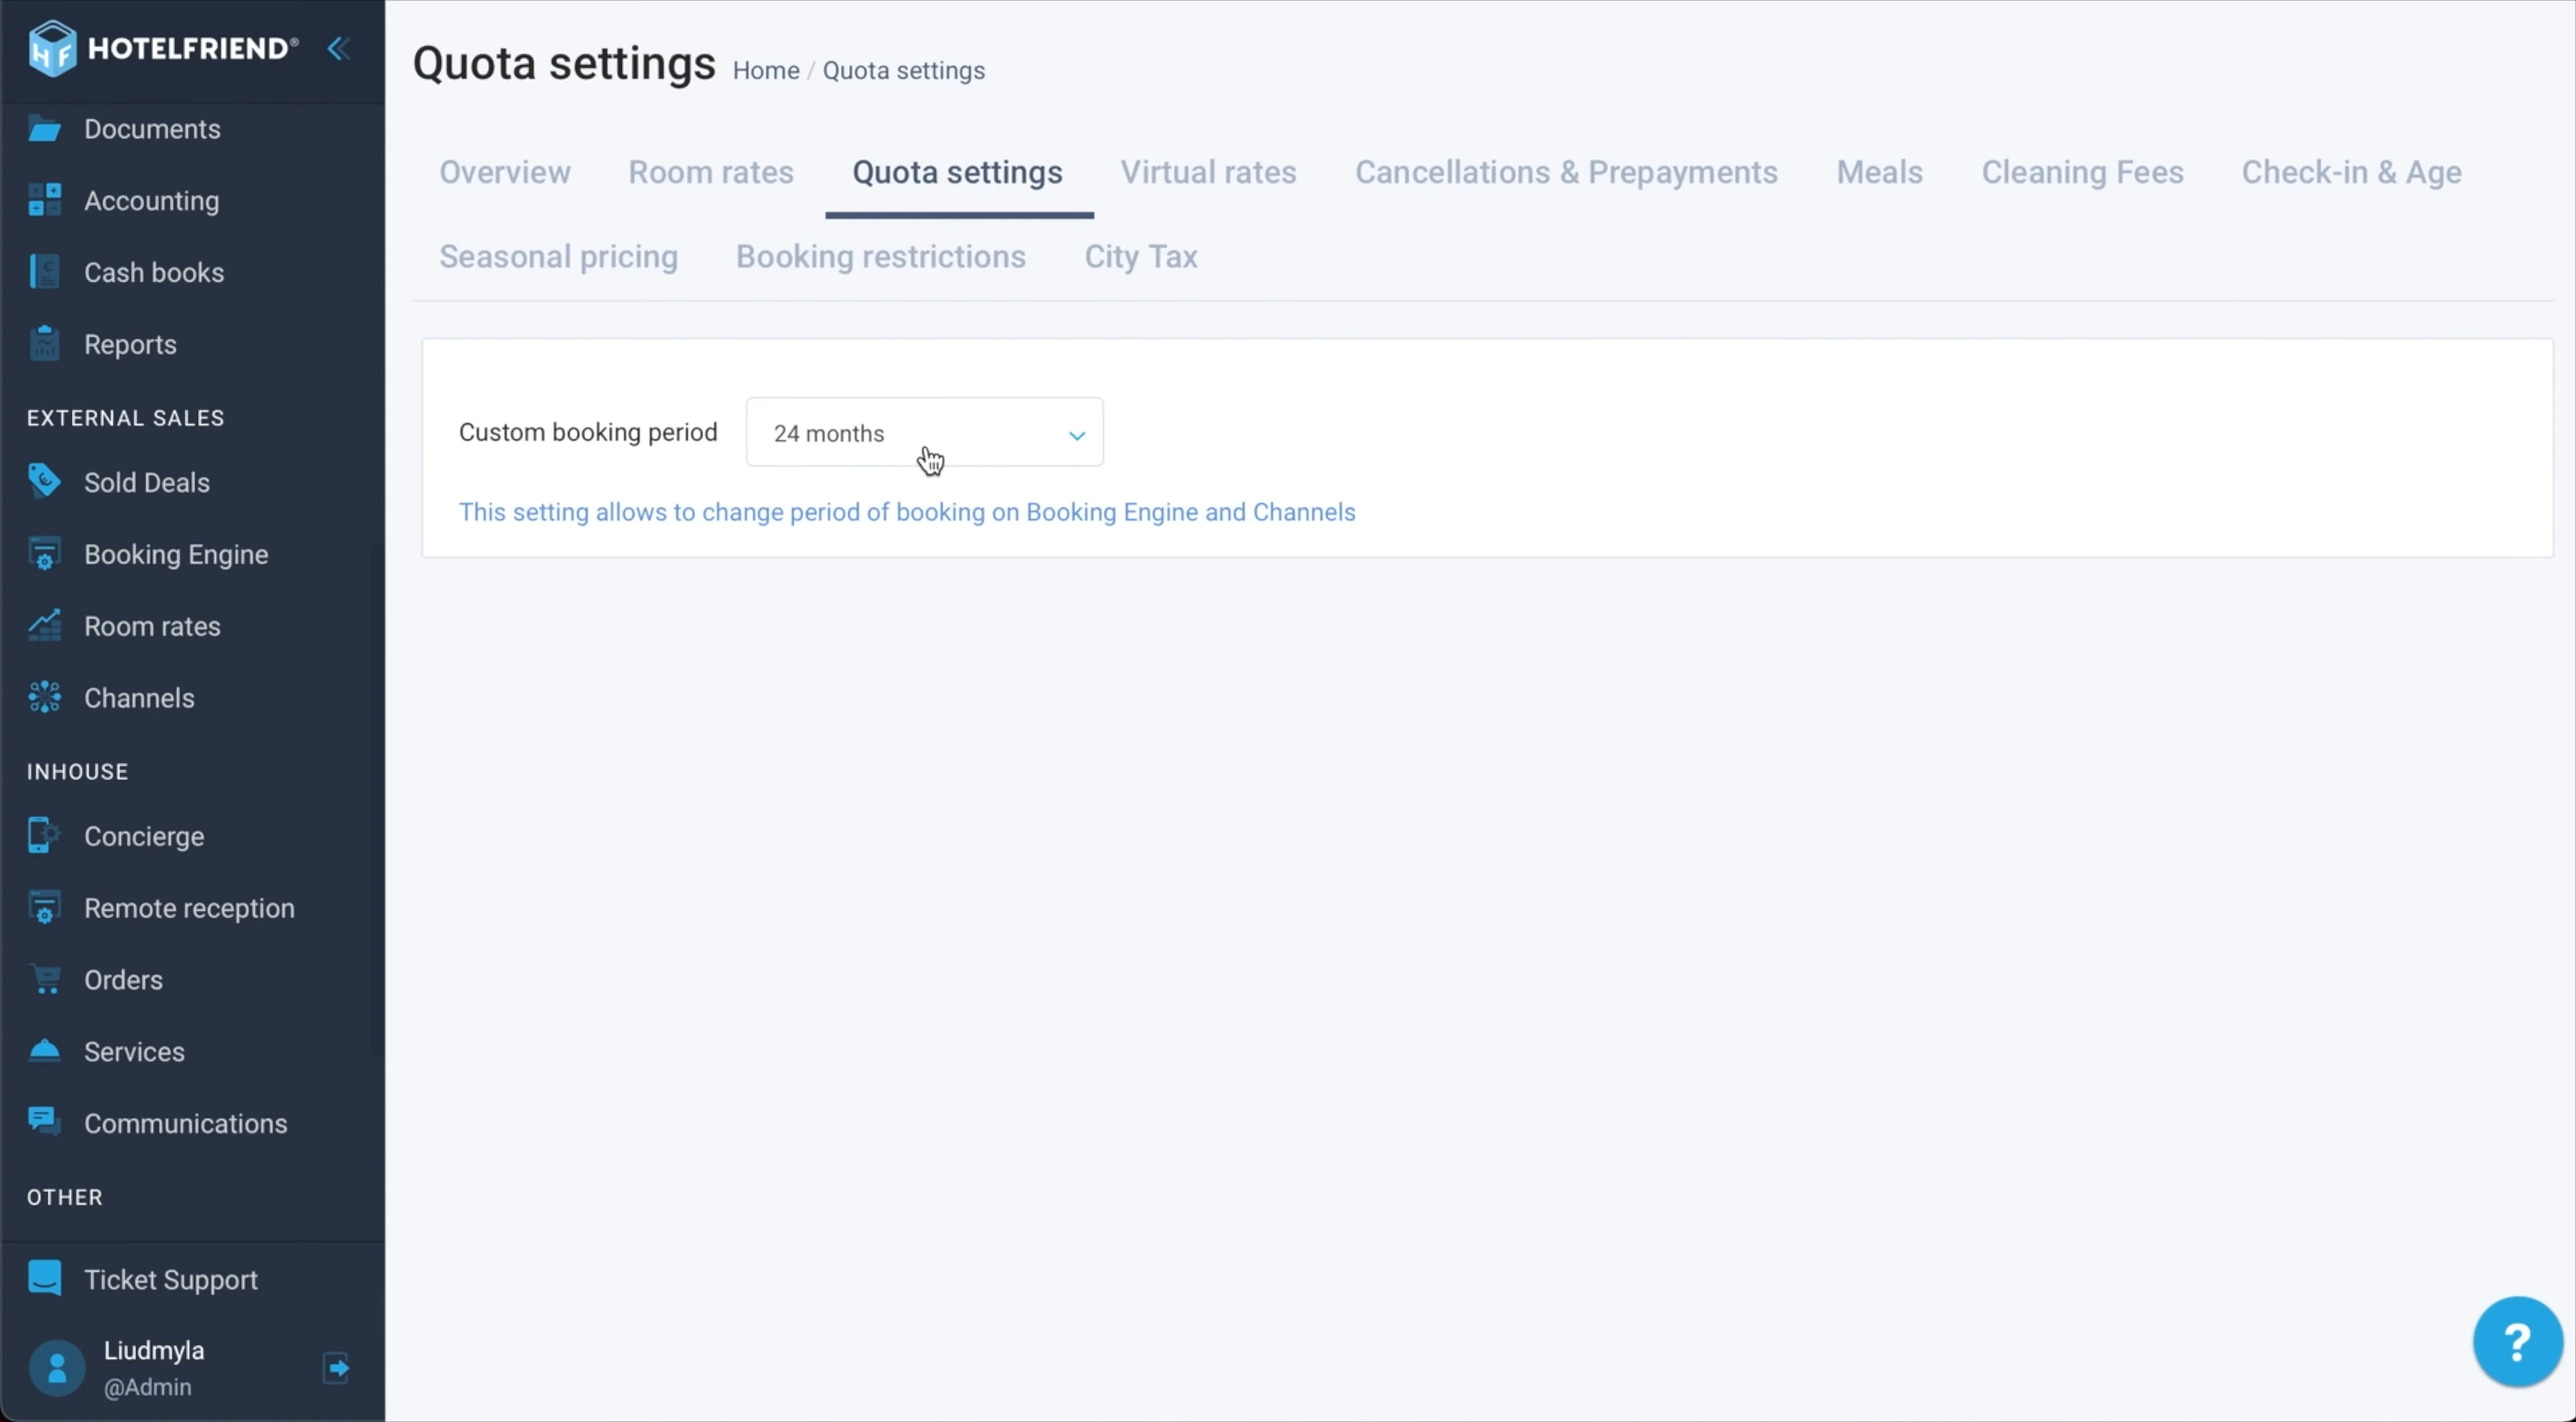 HOTELFRIEND®
Documents
Accounting
Cash books
Reports
EXTERNAL SALES
Sold Deals
Booking Engine
Room rates
Channels
INHOUSE
Concierge
Remote reception
Orders
Services
Communications
OTHER
Ticket Support
Liudmyla
@Admin
Quota settings Home / Quota settings
Overview Room rates Quota settings Virtual rates Cancellations & Prepayments Meals Cleaning Fees Check-in & Age
Seasonal pricing Booking restrictions City Tax
Custom booking period 24 months
This setting allows to change period of booking on Booking Engine and Channels
?